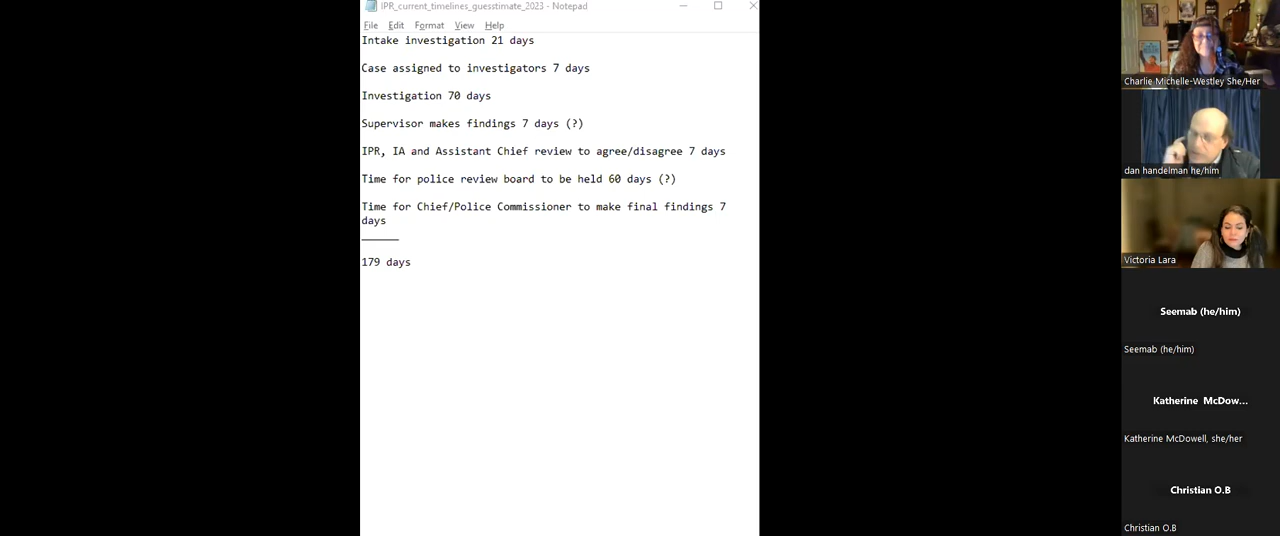 IPR_current_timelines_guesstimate_2023 - Notepad
File Edit Format View Help
Intake investigation 21 days
Case assigned to investigators 7 days
Investigation 70 days
Supervisor makes findings 7 days (?)
IPR, IA and Assistant Chief review to agree/disagree 7 days
Time for police review board to be held 60 days (?)
Time for Chief/Police Commissioner to make final findings 7
days
179 days
Charlie Michelle-Westley She/Her
dan handelman he/him
Victoria Lara
Seemab (he/him)
Seemab (he/him)
Katherine McDow...
Katherine McDowell, she/her
Christian O.B
Christian O.B